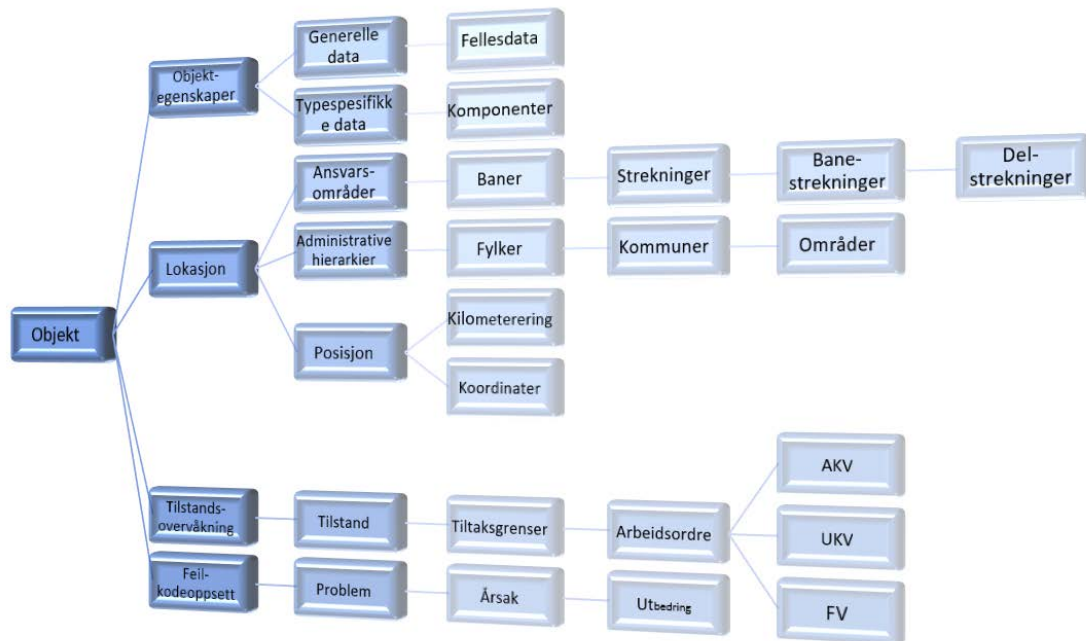 Objekt
Objekt-
egenskaper
Generelle
data
Fellesdata
Typespesifikk
e data
Komponenter
Lokasjon
Ansvars-
områder
Baner
Strekninger
Bane-
strekninger
Del-
strekninger
Administrative
hierarkier
Fylker
Kommuner
Områder
Posisjon
Kilometerering
Koordinater
Tilstands-
overvåkning
Tilstand
Tiltaksgrenser
Arbeidsordre
AKV
UKV
FV
Feil-
kodeoppsett
Problem
Årsak
Utbedring